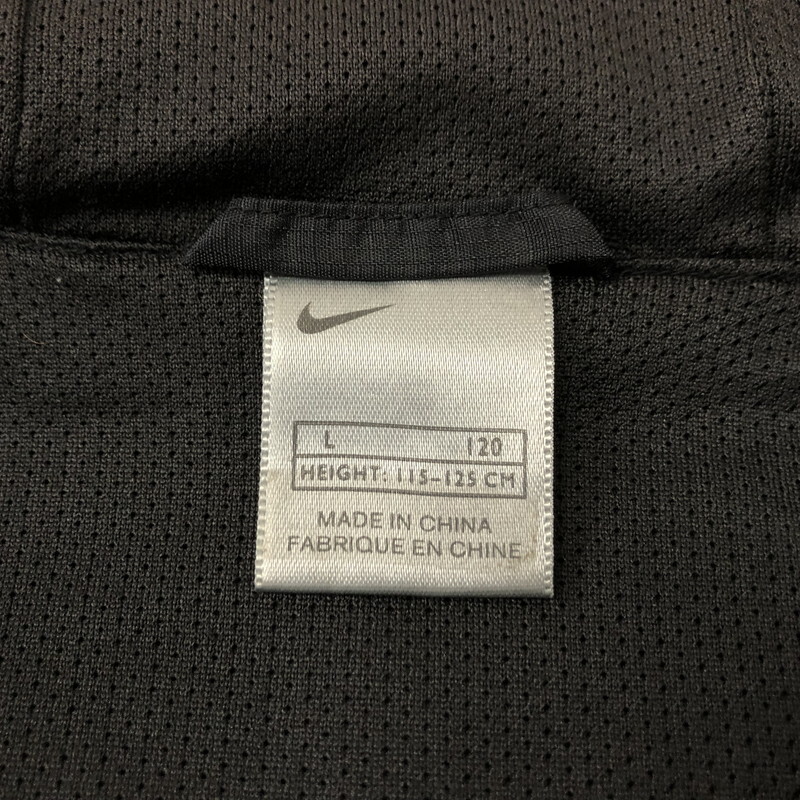 L 120
HEIGHT: 115-125 CM
MADE IN CHINA
FABRIQUE EN CHINE